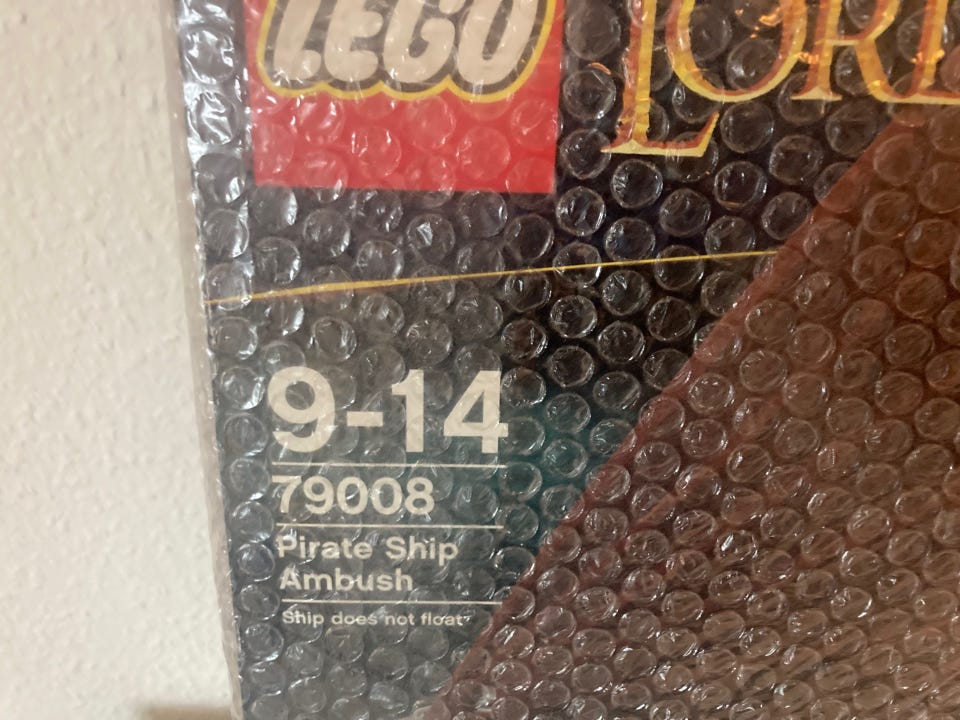 LEGO
LORD
9-14
79008
Pirate Ship
Ambush
Ship does not float